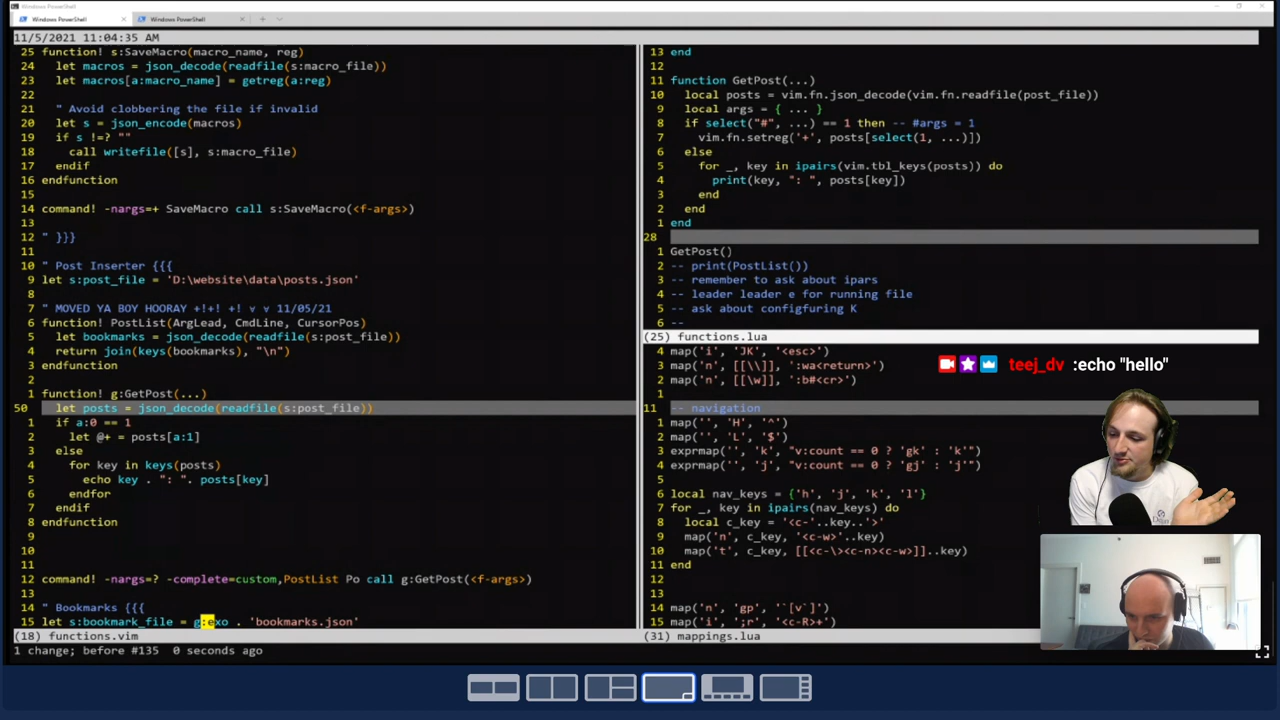 Windows PowerShell
Windows PowerShell
Windows PowerShell
11/5/2021 11:04:35 AM
25 function! s:SaveMacro(macro_name, reg)
24 let macros = json_decode(readfile(s:macro_file))
23 let macros[a:macro_name] = getreg(a:reg)
22
21 " Avoid clobbering the file if invalid
20 let s = json_encode(macros)
19 if s !=? ""
18 call writefile([s], s:macro_file)
17 endif
16 endfunction
15
14 command! -nargs=+ SaveMacro call s:SaveMacro(<f-args>)
13
12 " }}}
11
10 " Post Inserter {{{
9 let s:post_file = 'D:\website\data\posts.json'
8
7 " MOVED YA BOY HOORAY +!+! +! v v 11/05/21
6 function! PostList(ArgLead, CmdLine, CursorPos)
5 let bookmarks = json_decode(readfile(s:post_file))
4 return join(keys(bookmarks), "\n")
3 endfunction
2
1 function! g:GetPost(...)
50 let posts = json_decode(readfile(s:post_file))
1 if a:0 == 1
2 let @+ = posts[a:1]
3 else
4 for key in keys(posts)
5 echo key . ": ". posts[key]
6 endfor
7 endif
8 endfunction
9
10
11
12 command! -nargs=? -complete=custom,PostList Po call g:GetPost(<f-args>)
13
14 " Bookmarks {{{
15 let s:bookmark_file = g:exo . 'bookmarks.json'
(18) functions.vim
1 change; before #135 0 seconds ago
13 end
12
11 function GetPost(...)
10 local posts = vim.fn.json_decode(vim.fn.readfile(post_file))
9 local args = { ... }
8 if select("#", ...) == 1 then -- #args = 1
7 vim.fn.setreg('+', posts[select(1, ...)])
6 else
5 for _, key in ipairs(vim.tbl_keys(posts)) do
4 print(key, ": ", posts[key])
3 end
2 end
1 end
28
1 GetPost()
2 -- print(PostList())
3 -- remember to ask about ipars
4 -- leader leader e for running file
5 -- ask about configfuring K
6 --
(25) functions.lua
4 map('i', 'JK', '<esc>')
3 map('n', [[\\]], ':wa<return>')
2 map('n', [[\w]], ':b#<cr>')
1
11 -- navigation
1 map('', 'H', '^')
2 map('', 'L', '$')
3 exprmap('', 'k', "v:count == 0 ? 'gk' : 'k'")
4 exprmap('', 'j', "v:count == 0 ? 'gj' : 'j'")
5
6 local nav_keys = {'h', 'j', 'k', 'l'}
7 for _, key in ipairs(nav_keys) do
8 local c_key = '<c-'..key..'>'
9 map('n', c_key, '<c-w>'..key)
10 map('t', c_key, [[<c-\><c-n><c-w>]]..key)
11 end
12
13
14 map('n', 'gp', '`[v`]')
15 map('i', ';r', '<c-R>+')
(31) mappings.lua
teej_dv :echo "hello"